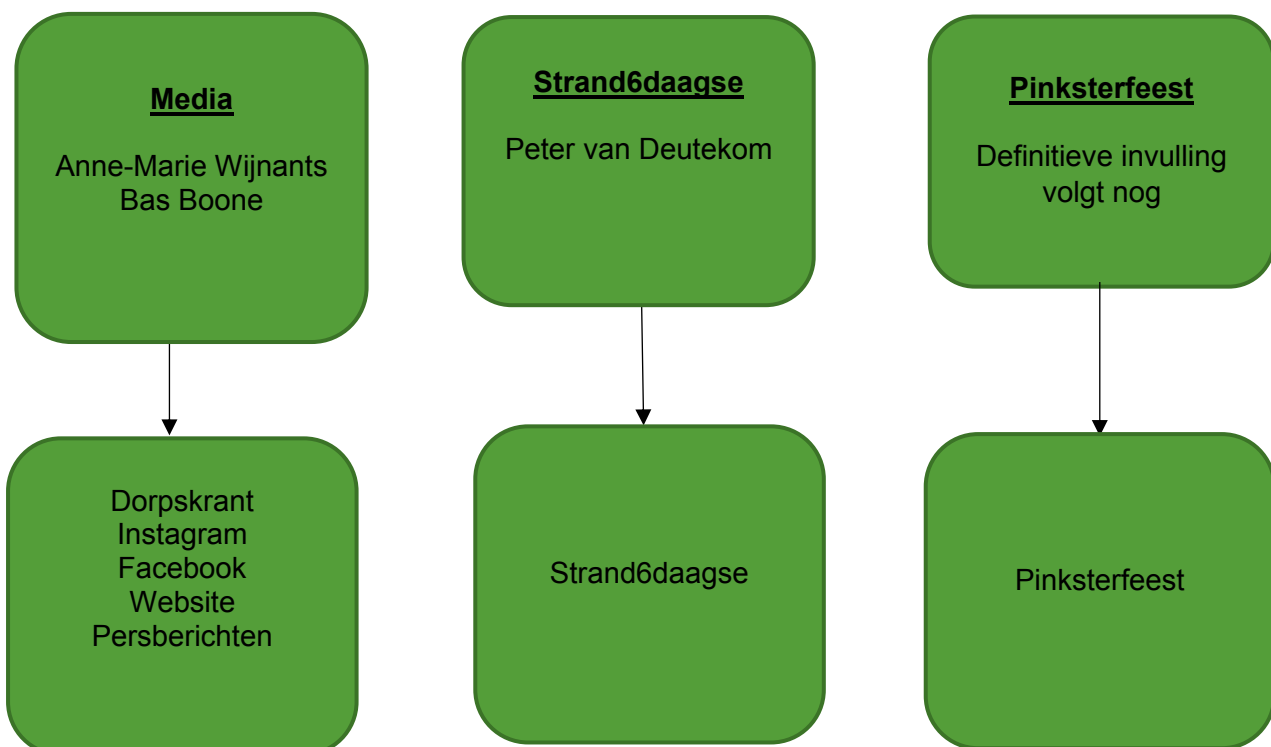 Media
Anne-Marie Wijnants
Bas Boone
Strand6daagse
Peter van Deutekom
Pinksterfeest
Definitieve invulling
volgt nog
Dorpskrant
Instagram
Facebook
Website
Persberichten
Strand6daagse
Pinksterfeest